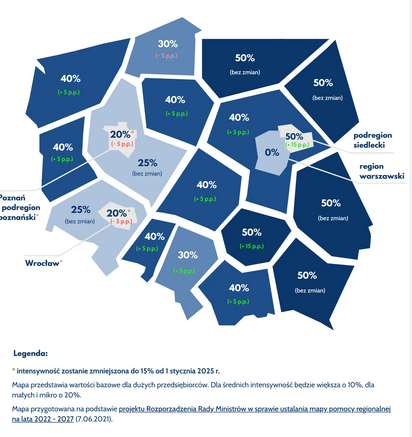 30%
(- 5 p.p.)
50%
(bez zmian)
40%
(+ 5 p.p.)
50%
(bez zmian)
40%
(+ 5 p.p.)
40%
(+ 5 p.p.)
20%*
(- 5 p.p.)
50%
(+ 15 p.p.)
podregion
siedlecki
40%
(+ 5 p.p.)
0%
25%
(bez zmian)
region
warszawski
40%
(+ 5 p.p.)
Poznań
podregion
poznański*
25%
(bez zmian)
20%*
(- 5 p.p.)
50%
(bez zmian)
40%
(+ 5 p.p.)
50%
(+ 15 p.p.)
Wrocław*
30%
(+ 5 p.p.)
40%
(+ 5 p.p.)
50%
(bez zmian)
Legenda:
* intensywność zostanie zmniejszona do 15% od 1 stycznia 2025 r.
Mapa przedstawia wartości bazowe dla dużych przedsiębiorców. Dla średnich intensywność będzie większa o 10%, dla
małych i mikro o 20%.
Mapa przygotowana na podstawie projektu Rozporządzenia Rady Ministrów w sprawie ustalania mapy pomocy regionalnej
na lata 2022 - 2027 (7.06.2021).